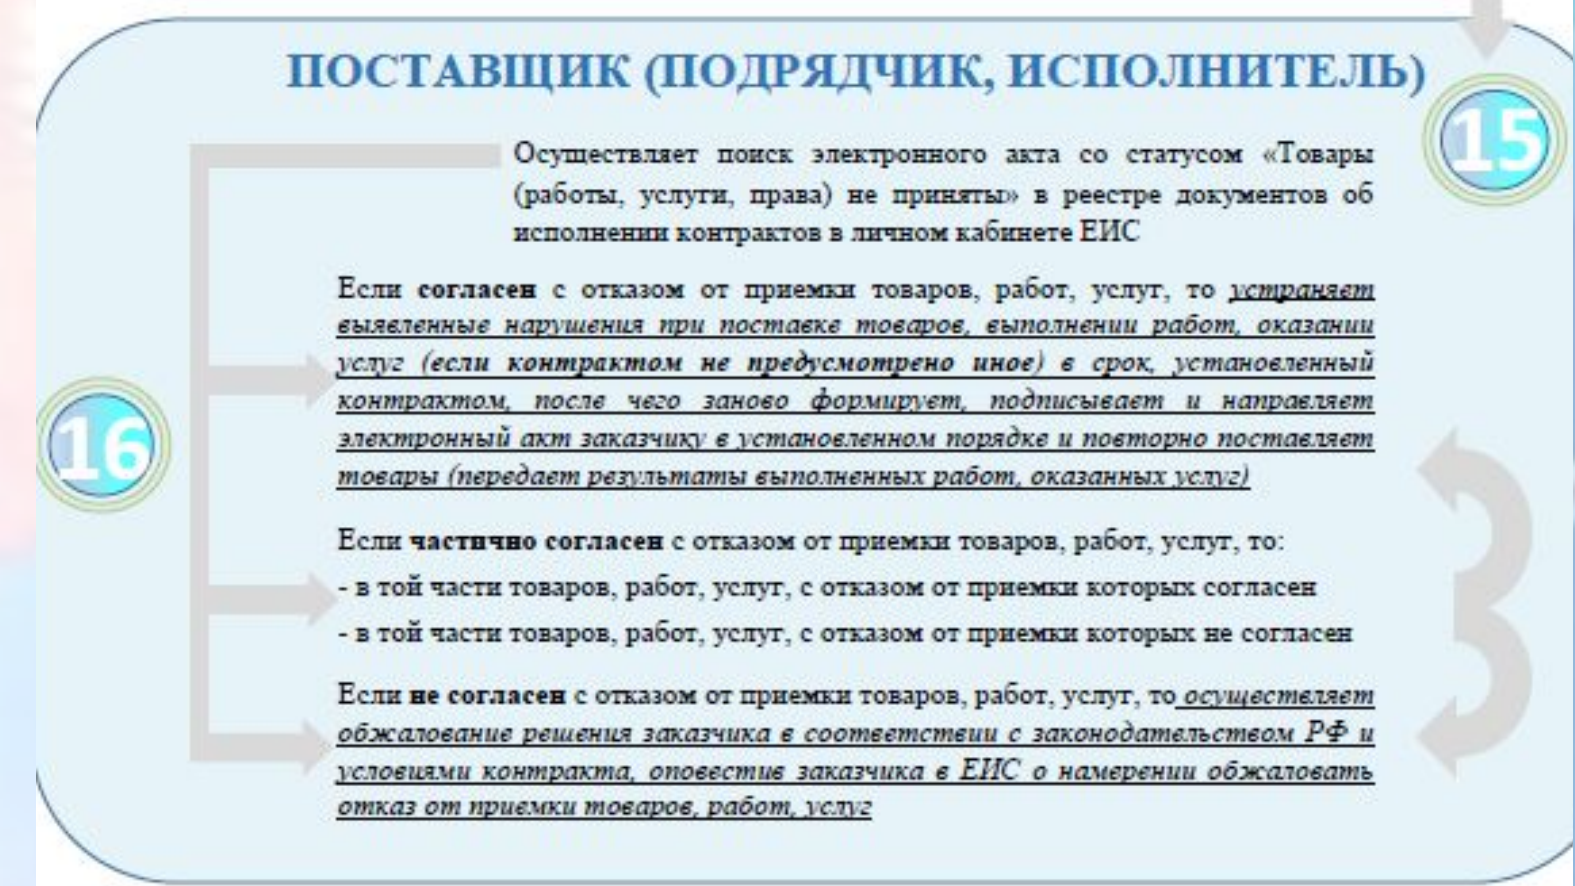 ПОСТАВЩИК (ПОДРЯДЧИК, ИСПОЛНИТЕЛЬ)
15
Осуществляет поиск электронного акта со статусом «Товары
(работы, услуги, права) не приняты» в реестре документов об
исполнении контрактов в личном кабинете ЕИС
16
Если согласен с отказом от приемки товаров, работ, услуг, то устраняет
выявленные нарушения при поставке товаров, выполнении работ, оказании
услуг (если контрактом не предусмотрено иное) в срок, установленный
контрактом, после чего заново формирует, подписывает и направляет
электронный акт заказчику в установленном порядке и повторно поставляет
товары (передает результаты выполненных работ, оказанных услуг)
Если частично согласен с отказом от приемки товаров, работ, услуг, то:
- в той части товаров, работ, услуг, с отказом от приемки которых согласен
- в той части товаров, работ, услуг, с отказом от приемки которых не согласен
Если не согласен с отказом от приемки товаров, работ, услуг, то осуществляет
обжалование решения заказчика в соответствии с законодательством РФ и
условиями контракта, оповестив заказчика в ЕИС о намерении обжаловать
отказ от приемки товаров, работ, услуг